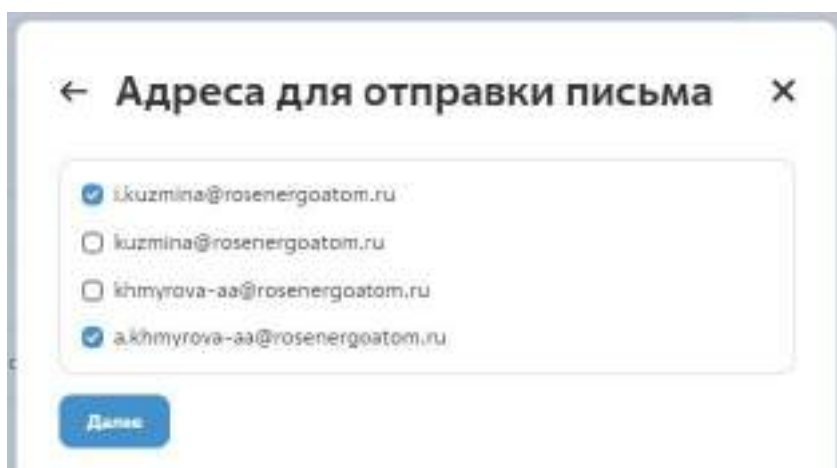 Адреса для отправки письма
i.kuzmina@rosenergoatom.ru
kuzmina@rosenergoatom.ru
khmyrova-aa@rosenergoatom.ru
a.khmyrova-aa@rosenergoatom.ru
Далее